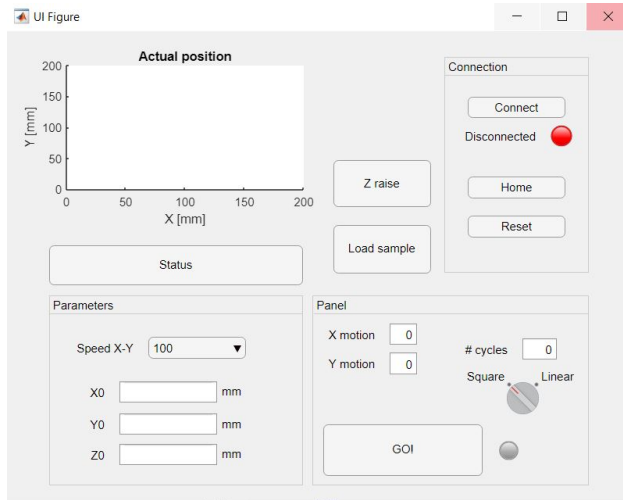 UI Figure
Actual position
200
150
100
50
0
Y [mm]
0 50 100 150 200
X [mm]
Status
Z raise
Load sample
Connection
Connect
Disconnected
Home
Reset
Parameters
Speed X-Y 100
X0 mm
Y0 mm
Z0 mm
Panel
X motion 0
Y motion 0
# cycles 0
Square Linear
GO!